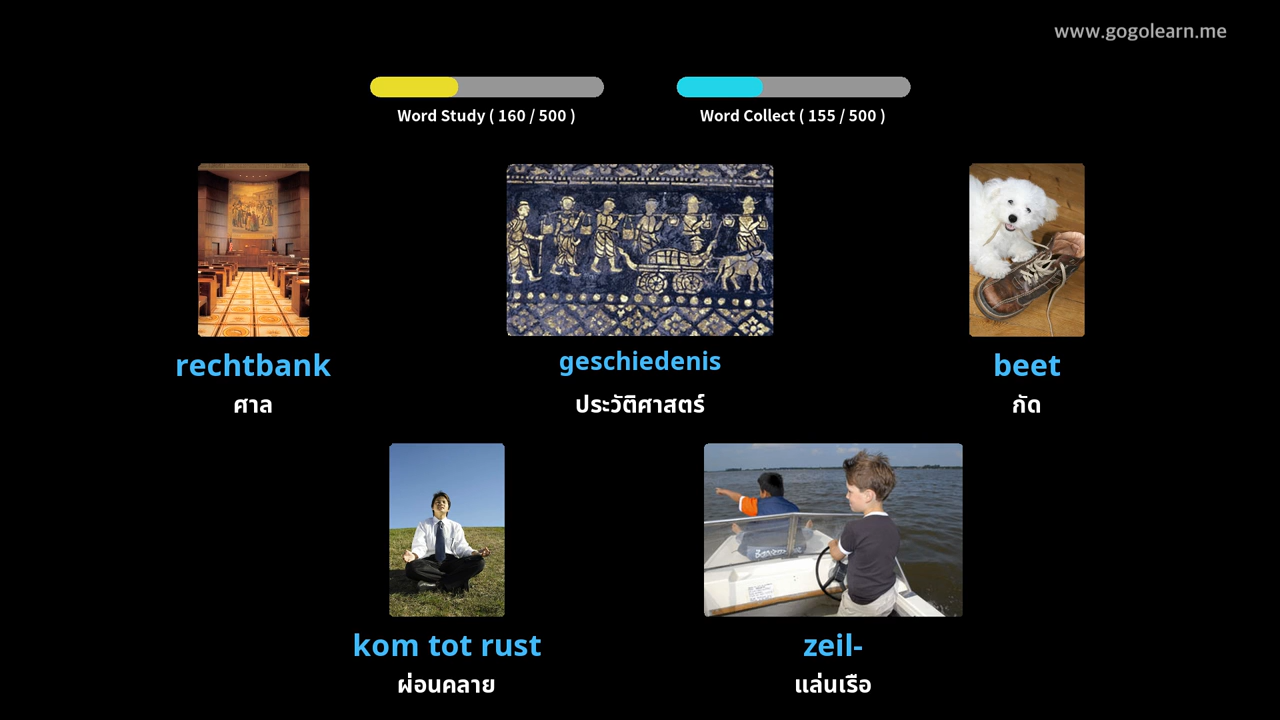 www.gogolearn.me
Word Study ( 160 / 500 )
Word Collect ( 155 / 500 )
rechtbank
ศาล
geschiedenis
ประวัติศาสตร์
beet
กัด
kom tot rust
ผ่อนคลาย
zeil-
แล่นเรือ